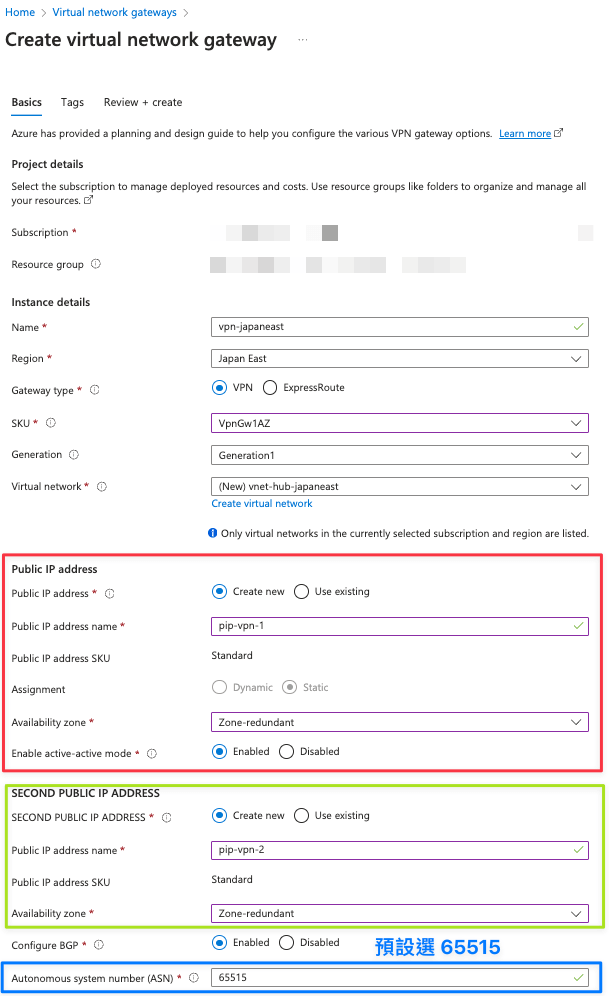 Home > Virtual network gateways >
Create virtual network gateway ...
Basics Tags Review + create
Azure has provided a planning and design guide to help you configure the various VPN gateway options. Learn more
Project details
Select the subscription to manage deployed resources and costs. Use resource groups like folders to organize and manage all
your resources.
Subscription *
Resource group
Instance details
Name * vpn-japaneast
Region * Japan East
Gateway type * VPN ExpressRoute
SKU * VpnGw1AZ
Generation Generation1
Virtual network * (New) vnet-hub-japaneast
Create virtual network
Only virtual networks in the currently selected subscription and region are listed.
Public IP address
Public IP address * Create new Use existing
Public IP address name * pip-vpn-1
Public IP address SKU Standard
Assignment Dynamic Static
Availability zone * Zone-redundant
Enable active-active mode * Enabled Disabled
SECOND PUBLIC IP ADDRESS
SECOND PUBLIC IP ADDRESS * Create new Use existing
Public IP address name * pip-vpn-2
Public IP address SKU Standard
Availability zone * Zone-redundant
Configure BGP * Enabled Disabled
預設選 65515
Autonomous system number (ASN) * 65515